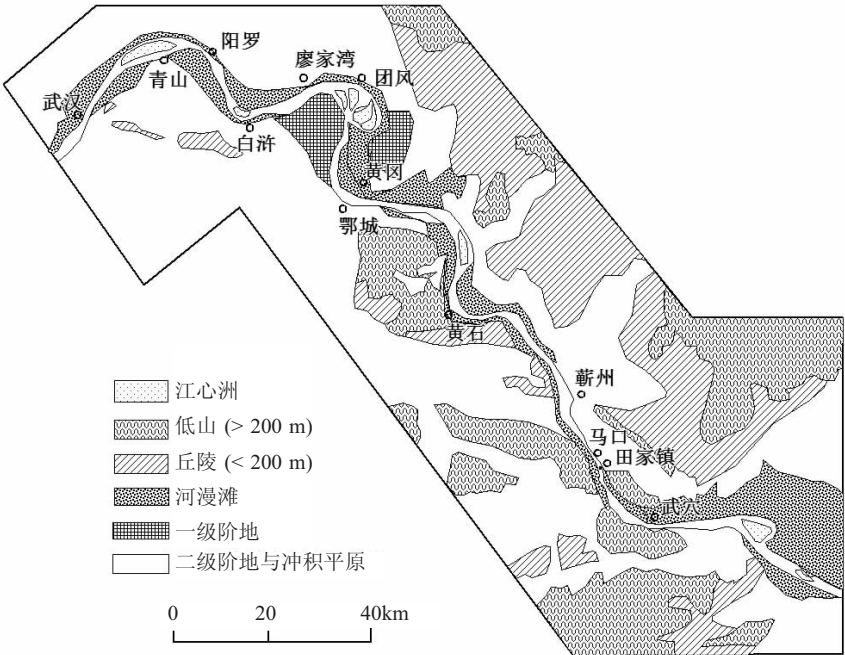 阳罗
廖家湾
团风
青山
武汉
白浒
黄冈
鄂城
黄石
蕲州
马口
田家镇
武穴
江心洲
低山 (> 200 m)
丘陵 (< 200 m)
河漫滩
一级阶地
二级阶地与冲积平原
0 20 40km